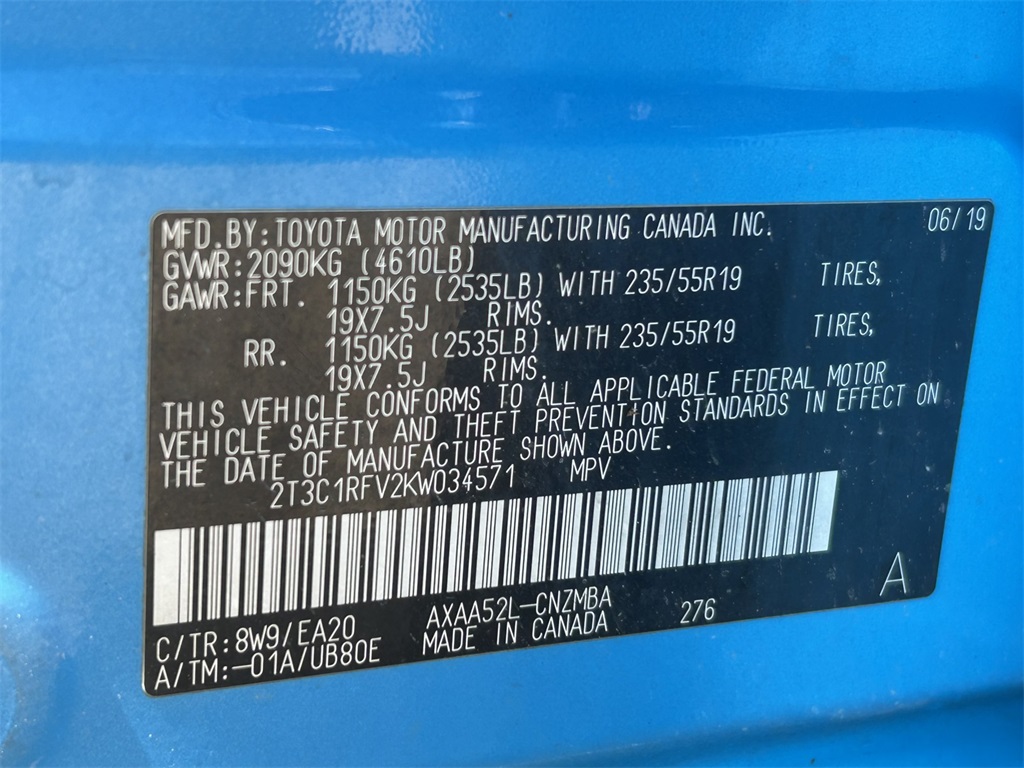 MFD.BY:TOYOTA MOTOR MANUFACTURING CANADA INC. 06/19
GVWR:2090KG (4610LB)
GAWR:FRT. 1150KG (2535LB) WITH 235/55R19 TIRES,
19X7.5J RIMS.
RR. 1150KG (2535LB) WITH 235/55R19 TIRES,
19X7.5J RIMS.
THIS VEHICLE CONFORMS TO ALL APPLICABLE FEDERAL MOTOR
VEHICLE SAFETY AND THEFT PREVENTION STANDARDS IN EFFECT ON
THE DATE OF MANUFACTURE SHOWN ABOVE.
2T3C1RFV2KW034571 MPV
A
C/TR:8W9/EA20 AXAA52L-CNZMBA 276
A/TM:-01A/UB80E MADE IN CANADA